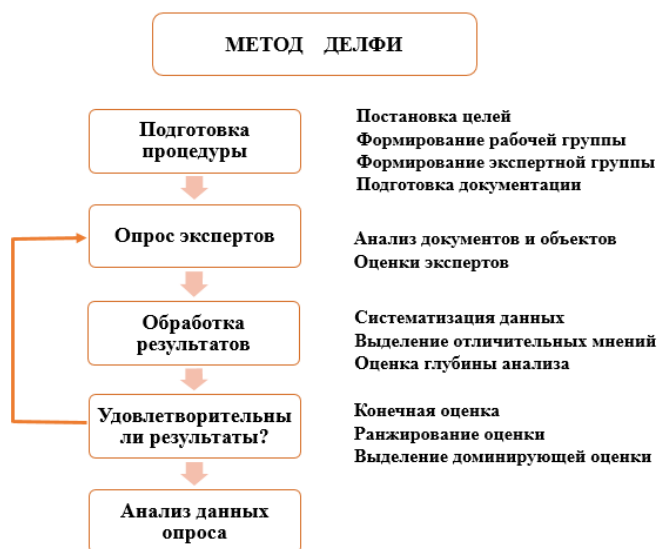 МЕТОД ДЕЛФИ
Подготовка
процедуры
Постановка целей
Формирование рабочей группы
Формирование экспертной группы
Подготовка документации
Опрос экспертов
Анализ документов и объектов
Оценки экспертов
Обработка
результатов
Систематизация данных
Выделение отличительных мнений
Оценка глубины анализа
Удовлетворительны
ли результаты?
Конечная оценка
Ранжирование оценки
Выделение доминирующей оценки
Анализ данных
опроса